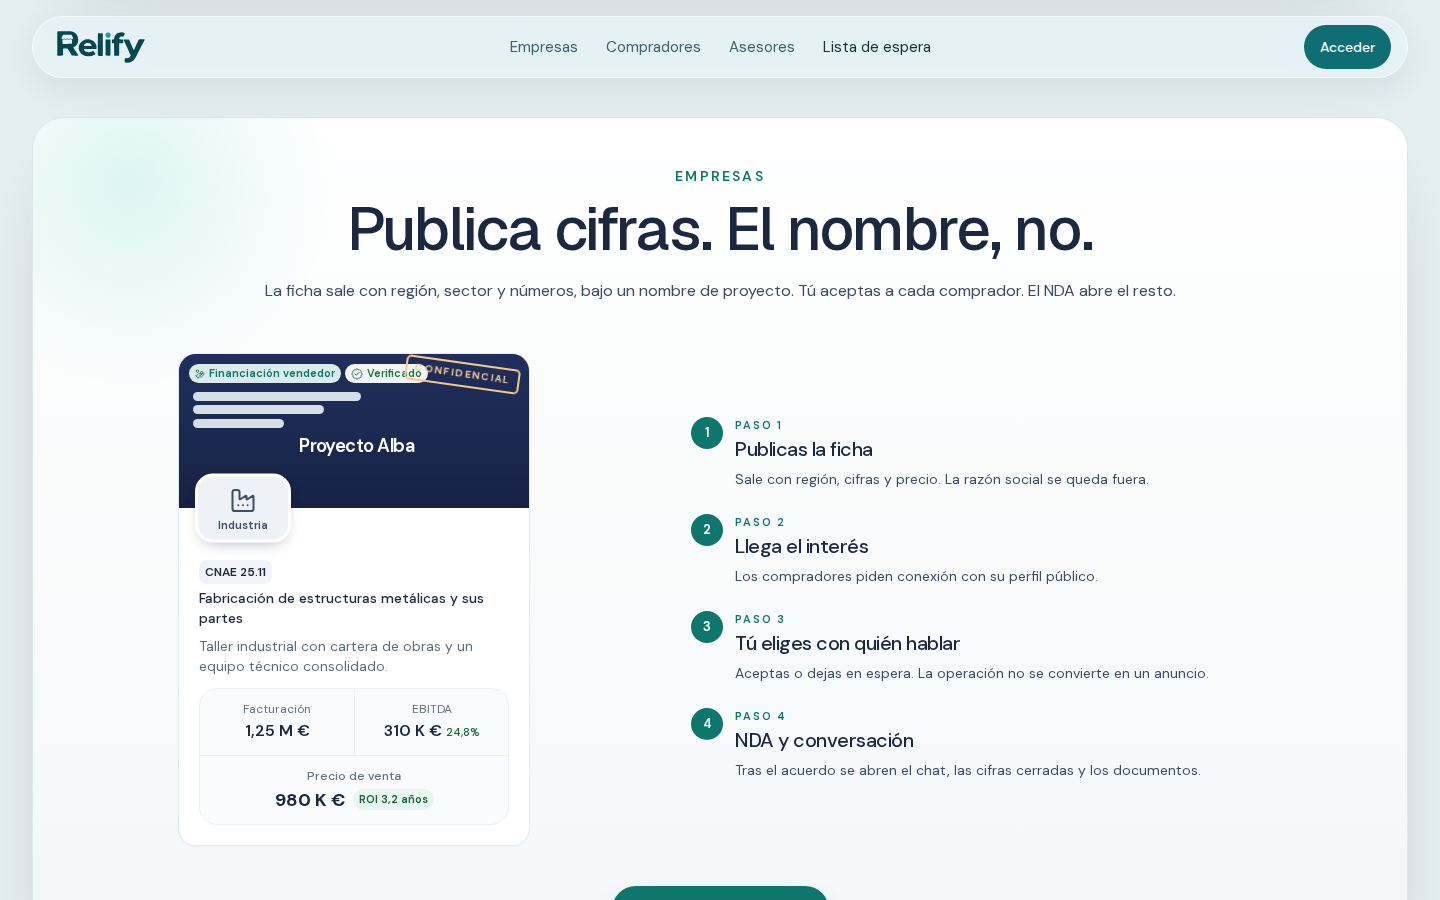 Relify
Empresas
Compradores
Asesores
Lista de espera
Acceder
EMPRESAS
Publica cifras. El nombre, no.
La ficha sale con región, sector y números, bajo un nombre de proyecto. Tú aceptas a cada comprador. El NDA abre el resto.
Financiación vendedor
Verificado
CONFIDENCIAL
Proyecto Alba
Industria
CNAE 25.11
Fabricación de estructuras metálicas y sus
partes
Taller industrial con cartera de obras y un
equipo técnico consolidado.
Facturación
1,25 M €
EBITDA
310 K € 24,8%
Precio de venta
980 K € ROI 3,2 años
1
PASO 1
Publicas la ficha
Sale con región, cifras y precio. La razón social se queda fuera.
2
PASO 2
Llega el interés
Los compradores piden conexión con su perfil público.
3
PASO 3
Tú eliges con quién hablar
Aceptas o dejas en espera. La operación no se convierte en un anuncio.
4
PASO 4
NDA y conversación
Tras el acuerdo se abren el chat, las cifras cerradas y los documentos.